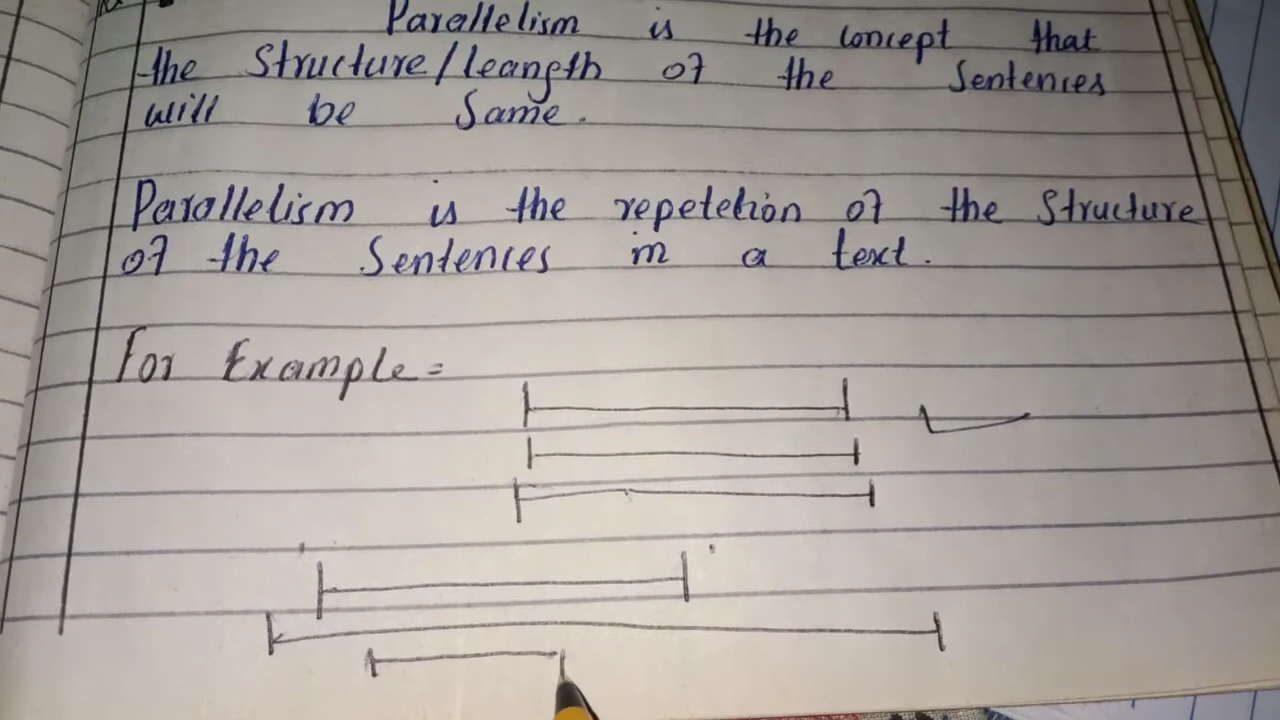 Parallelism is the concept that
the Structure/leangth of the Sentences
will be Same.
Parallelism is the repetetion of the Structure
of the Sentences in a text.
For Example=